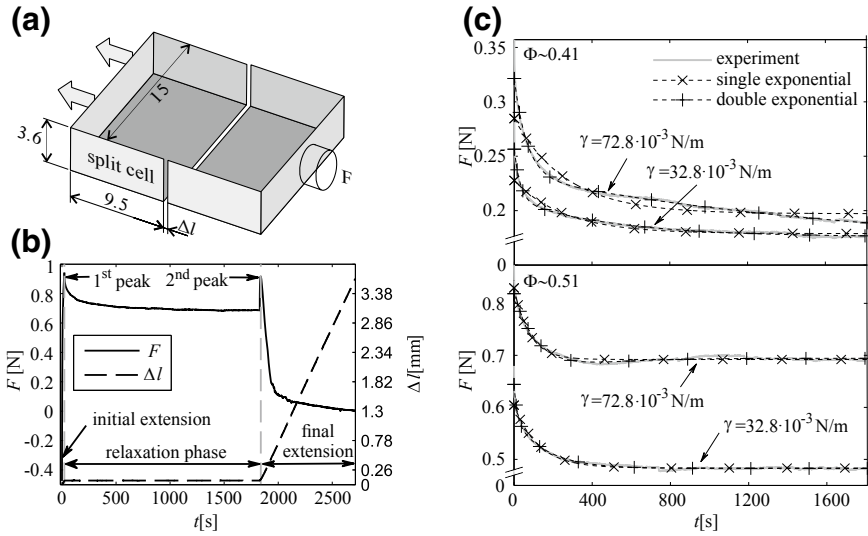 (a)
15
3.6
split cell
9.5
Δl
F
(b)
1
0.8
0.6
0.4
0.2
0
-0.2
-0.4
F [N]
1st peak
2nd peak
F
Δl
initial extension
relaxation phase
final
extension
3.38
2.86
2.34
1.82
1.3
0.78
0.26
0
Δl[mm]
0
500
1000
1500
2000
2500
t[s]
(c)
Φ~0.41
experiment
single exponential
double exponential
γ=72.8·10-3 N/m
γ=32.8·10-3 N/m
0.35
0.3
0.25
0.2
0
F [N]
Φ~0.51
γ=72.8·10-3 N/m
γ=32.8·10-3 N/m
0.8
0.7
0.6
0.5
0
F [N]
0
400
800
1200
1600
t[s]